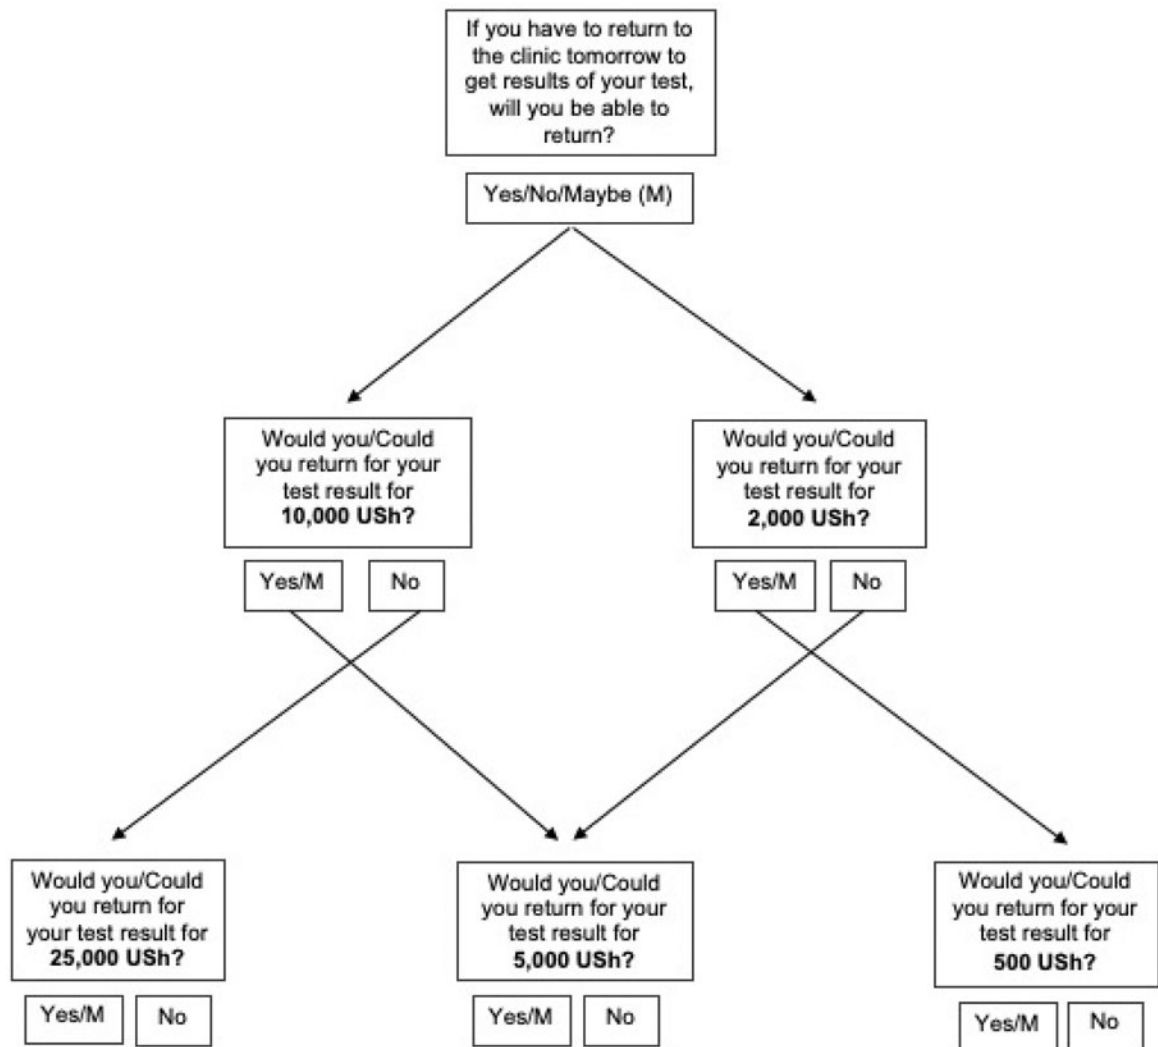 If you have to return to
the clinic tomorrow to
get results of your test,
will you be able to
return?
Yes/No/Maybe (M)
Would you/Could
you return for your
test result for
10,000 USh?
Yes/M
No
Would you/Could
you return for your
test result for
2,000 USh?
Yes/M
No
Would you/Could
you return for
your test result for
25,000 USh?
Yes/M
No
Would you/Could
you return for your
test result for
5,000 USh?
Yes/M
No
Would you/Could
you return for your
test result for
500 USh?
Yes/M
No